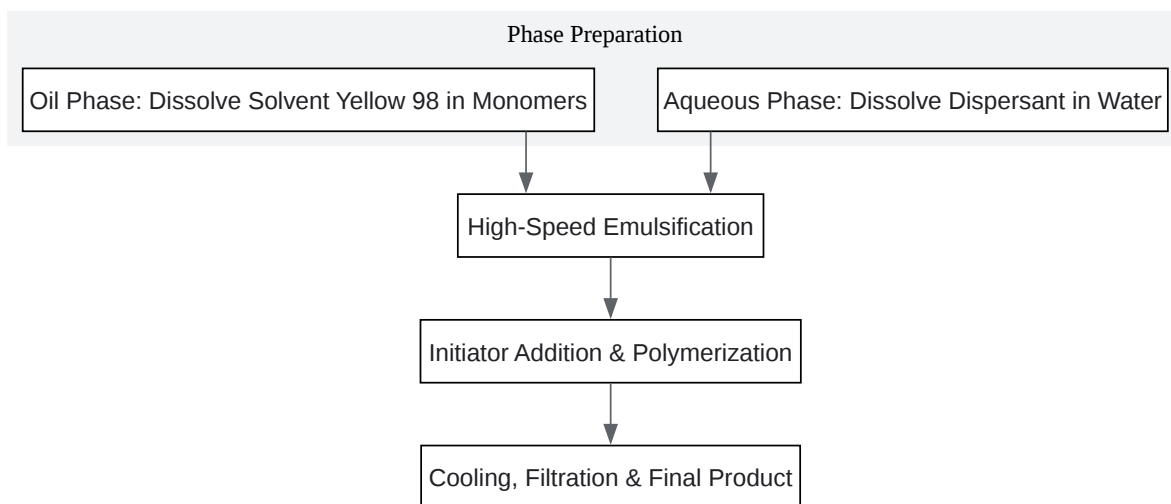 Phase Preparation
Oil Phase: Dissolve Solvent Yellow 98 in Monomers
Aqueous Phase: Dissolve Dispersant in Water
High-Speed Emulsification
Initiator Addition & Polymerization
Cooling, Filtration & Final Product